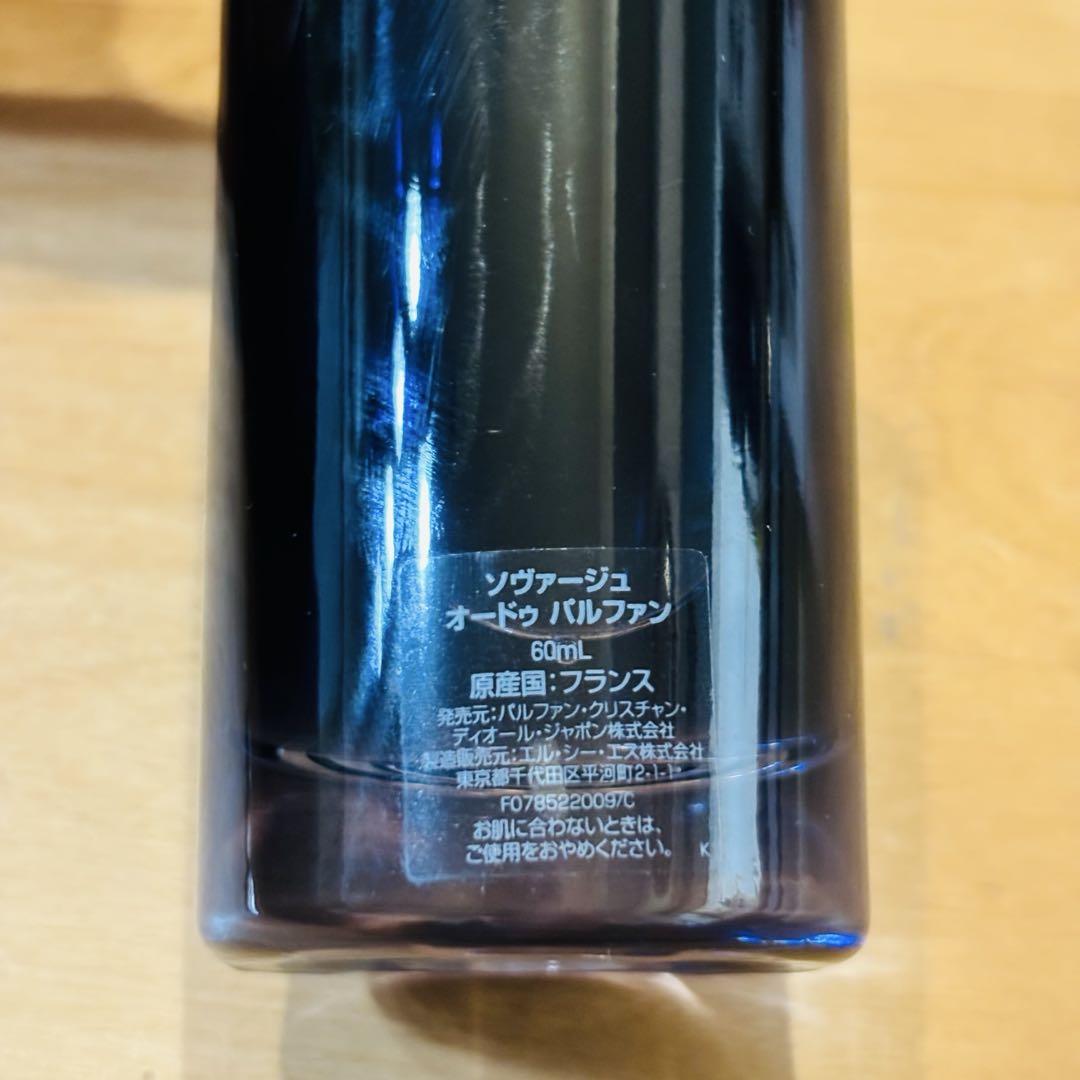 ソヴァージュ
オードゥ パルファン
60mL
原産国：フランス
発売元：パルファン・クリスチャン・
ディオール・ジャポン株式会社
製造販売元：エル・シー・エス株式会社
東京都千代田区平河町2-1-1
F078522009/C
お肌に合わないときは、
ご使用をおやめください。 K